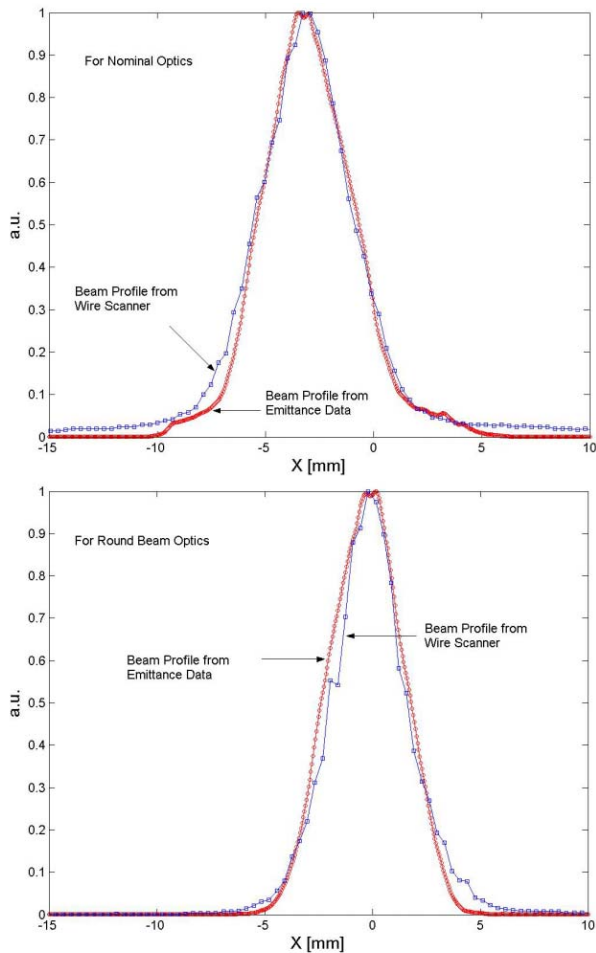 1
0.9
For Nominal Optics
0.8
0.7
0.6
a.u.
0.5
0.4
Beam Profile from
Wire Scanner
0.3
0.2
0.1
Beam Profile from
Emittance Data
0
-15
-10
-5
0
5
10
X [mm]
1
0.9
For Round Beam Optics
0.8
0.7
Beam Profile from
Wire Scanner
0.6
Beam Profile from
Emittance Data
a.u.
0.5
0.4
0.3
0.2
0.1
0
-15
-10
-5
0
5
10
X [mm]